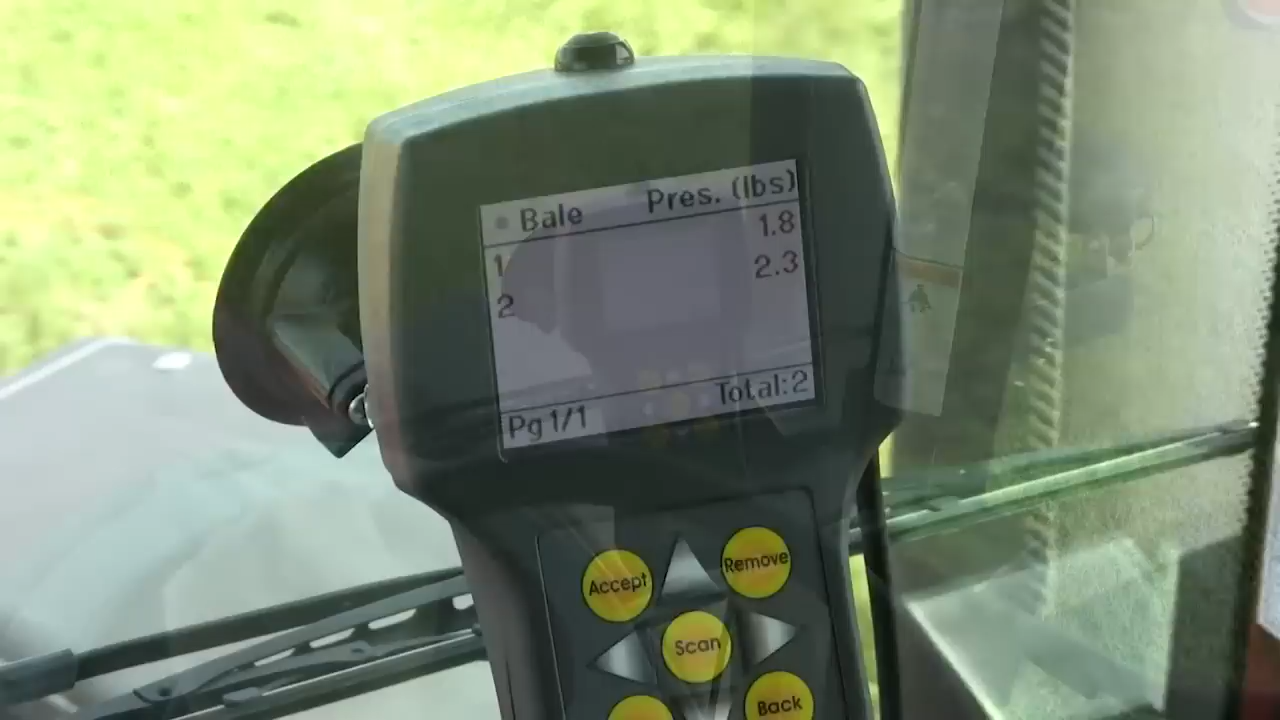 Bale Pres. (lbs)
1 1.8
2 2.3
Pg 1/1 Total:2
Accept
Remove
Scan
Back